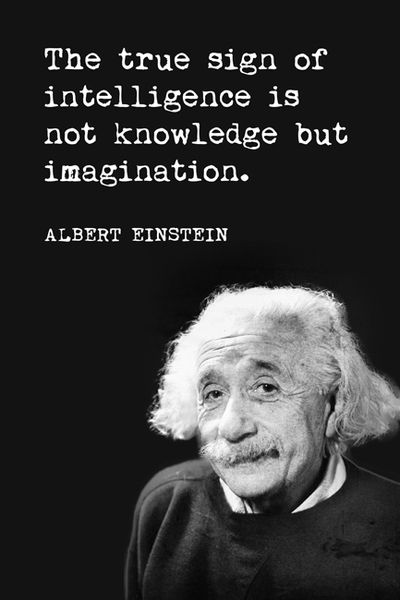 The true sign of
intelligence is
not knowledge but
imagination.
ALBERT EINSTEIN